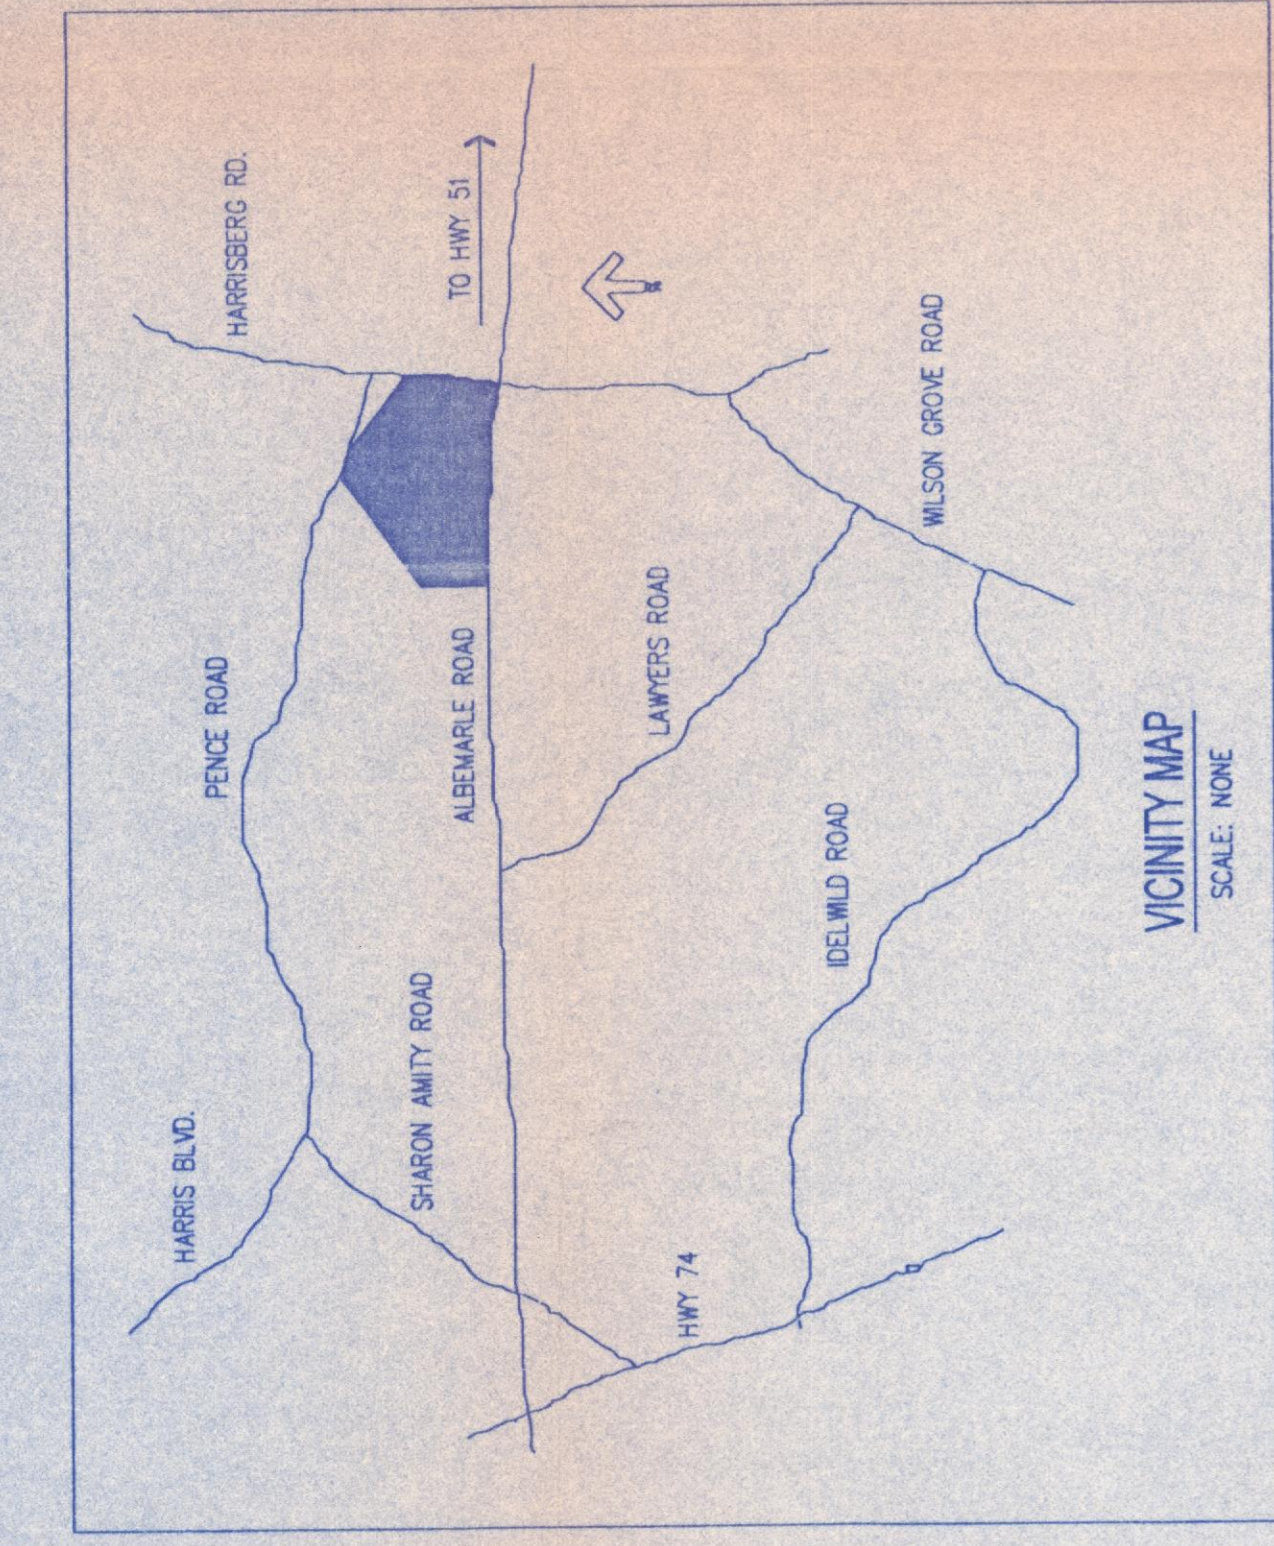 HARRIS BLVD.
PENCE ROAD
HARRISBERG RD.
SHARON AMITY ROAD
ALBEMARLE ROAD
TO HWY 51
HWY 74
LAWYERS ROAD
IDELWILD ROAD
WILSON GROVE ROAD
VICINITY MAP
SCALE: NONE